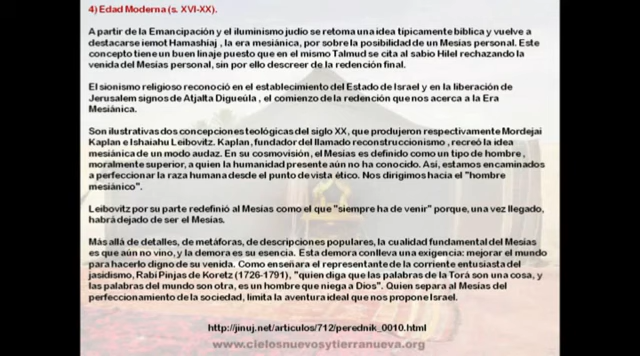 4) Edad Moderna (s. XVI-XX).
A partir de la Emancipación y el iluminismo judio se retoma una idea típicamente bíblica y vuelve a
destacarse iemot Hamashiaj , la era mesiánica, por sobre la posibilidad de un Mesías personal. Este
concepto tiene un buen linaje puesto que en el mismo Talmud se cita al sabio Hilel rechazando
la venida del Mesías personal, sin por ello descreer de la redención final.
El sionismo religioso reconoció en el establecimiento del Estado de Israel y en la liberación de
Jerusalem signos de Atjalta Digueúla , el comienzo de la redención que nos acerca a la Era
Mesiánica.
Son ilustrativas dos concepciones teológicas del siglo XX, que produjeron respectivamente Mordejai
Kaplan e Ishaiahu Leibovitz. Kaplan, fundador del llamado reconstruccionismo , recreó la idea
mesiánica de un modo audaz. En su cosmovisión, el Mesías es definido como un tipo de hombre ,
moralmente superior, a quien la humanidad presente aún no ha conocido. Así, estamos encaminados
a perfeccionar la raza humana desde el punto de vista ético. Nos dirigimos hacia el "hombre
mesiánico".
Leibovitz por su parte redefinió al Mesías como el que "siempre ha de venir" porque, una vez llegado,
habrá dejado de ser el Mesías.
Más allá de detalles, de metáforas, de descripciones populares, la cualidad fundamental del Mesías
es que aún no vino, y la demora es su esencia. Esta demora conlleva una exigencia: mejorar el mundo
para hacerlo digno de su venida. Como enseñara el representante de la corriente entusiasta del
jasidismo, Rabi Pinjas de Koretz (1726-1791), "quien diga que las palabras de la Torá son una cosa, y
las palabras del mundo son otra, es un hombre que niega a Dios". Quien separa al Mesías del
perfeccionamiento de la sociedad, limita la aventura ideal que nos propone Israel.
http://jinuj.net/articulos/712/perednik_0010.html
www.cielosnuevosytierranueva.org